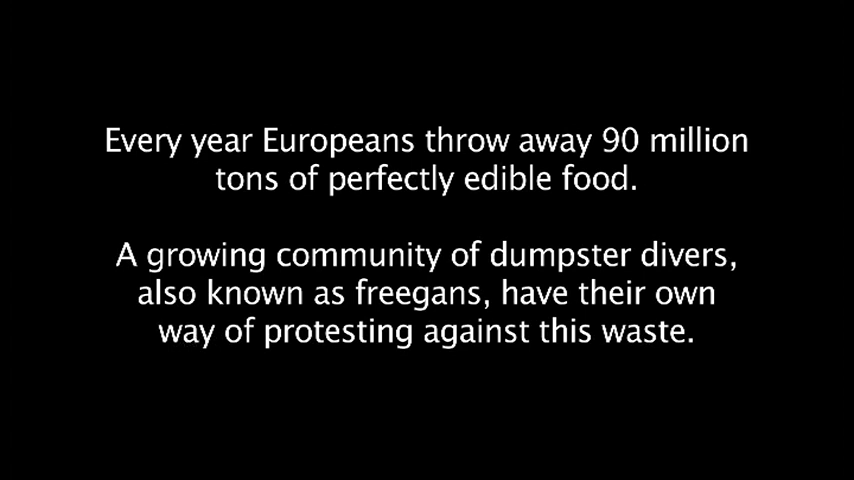 Every year Europeans throw away 90 million
tons of perfectly edible food.
A growing community of dumpster divers,
also known as freegans, have their own
way of protesting against this waste.